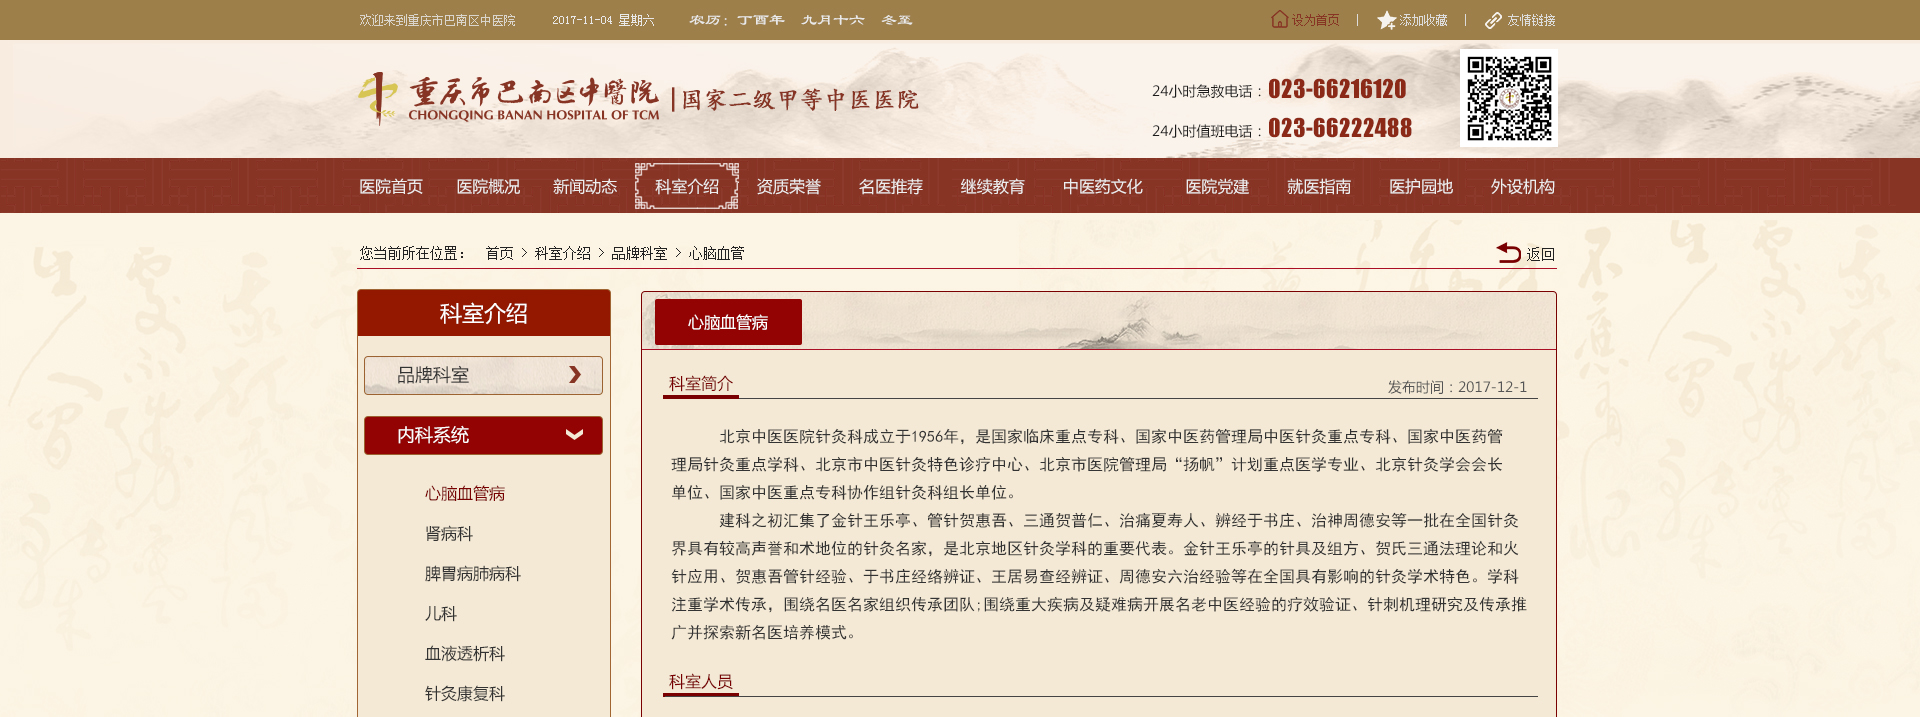 欢迎来到重庆市巴南区中医院 2017-11-04 星期六 农历：丁酉年 九月十六 冬至
设为首页 | 添加收藏 | 友情链接
重庆市巴南区中醫院 | 国家二级甲等中医医院
CHONGQING BANAN HOSPITAL OF TCM
24小时急救电话：023-66216120
24小时值班电话：023-66222488
医院首页 医院概况 新闻动态 科室介绍 资质荣誉 名医推荐 继续教育 中医药文化 医院党建 就医指南 医护园地 外设机构
您当前所在位置： 首页 > 科室介绍 > 品牌科室 > 心脑血管
返回
科室介绍
品牌科室
内科系统
心脑血管病
肾病科
脾胃病肺病科
儿科
血液透析科
针灸康复科
心脑血管病
科室简介
发布时间：2017-12-1
北京中医医院针灸科成立于1956年，是国家临床重点专科、国家中医药管理局中医针灸重点专科、国家中医药管
理局针灸重点学科、北京市中医针灸特色诊疗中心、北京市医院管理局“扬帆”计划重点医学专业、北京针灸学会会长
单位、国家中医重点专科协作组针灸科组长单位。
建科之初汇集了金针王乐亭、管针贺惠吾、三通贺普仁、治痛夏寿人、辨经于书庄、治神周德安等一批在全国针灸
界具有较高声誉和术地位的针灸名家，是北京地区针灸学科的重要代表。金针王乐亭的针具及组方、贺氏三通法理论和火
针应用、贺惠吾管针经验、于书庄经络辨证、王居易查经辨证、周德安六治经验等在全国具有影响的针灸学术特色。学科
注重学术传承，围绕名医名家组织传承团队;围绕重大疾病及疑难病开展名老中医经验的疗效验证、针刺机理研究及传承推
广并探索新名医培养模式。
科室人员